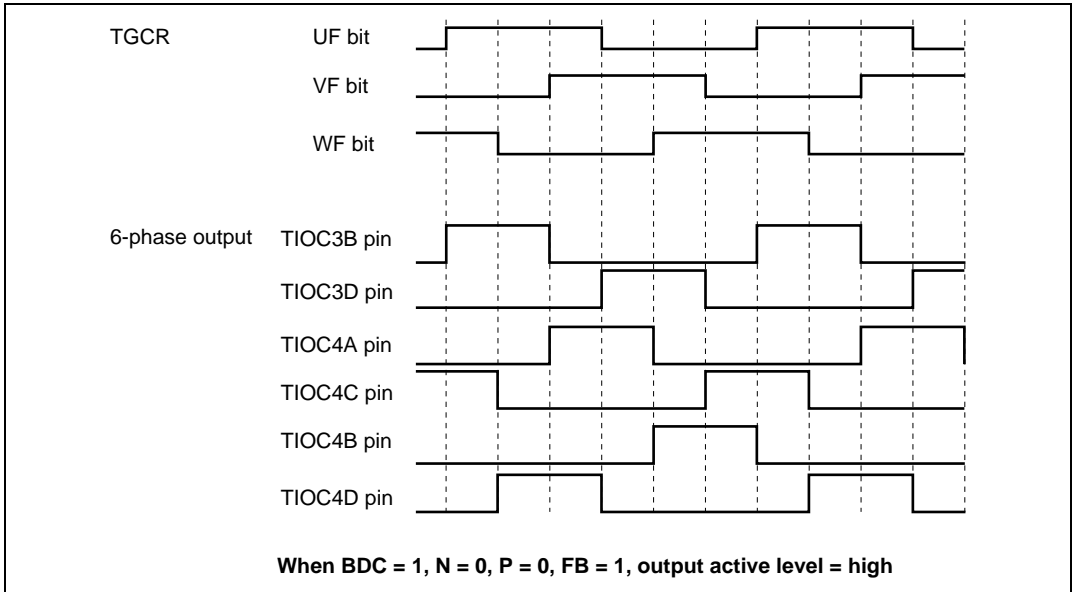 TGCR UF bit
VF bit
WF bit
6-phase output TIOC3B pin
TIOC3D pin
TIOC4A pin
TIOC4C pin
TIOC4B pin
TIOC4D pin
When BDC = 1, N = 0, P = 0, FB = 1, output active level = high